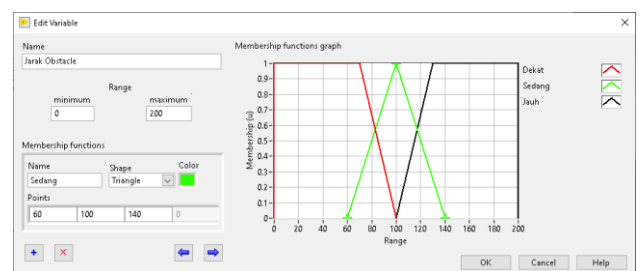 Edit Variable
Name
Jarak Obstacle
Range
minimum
maximum
0
200
Membership functions
Name
Shape
Color
Sedang
Triangle
Points
60
100
140
0
Membership functions graph
Membership (u)
1
0.9
0.8
0.7
0.6
0.5
0.4
0.3
0.2
0.1
0
0 20 40 60 80 100 120 140 160 180 200
Range
Dekat
Sedang
Jauh
OK
Cancel
Help